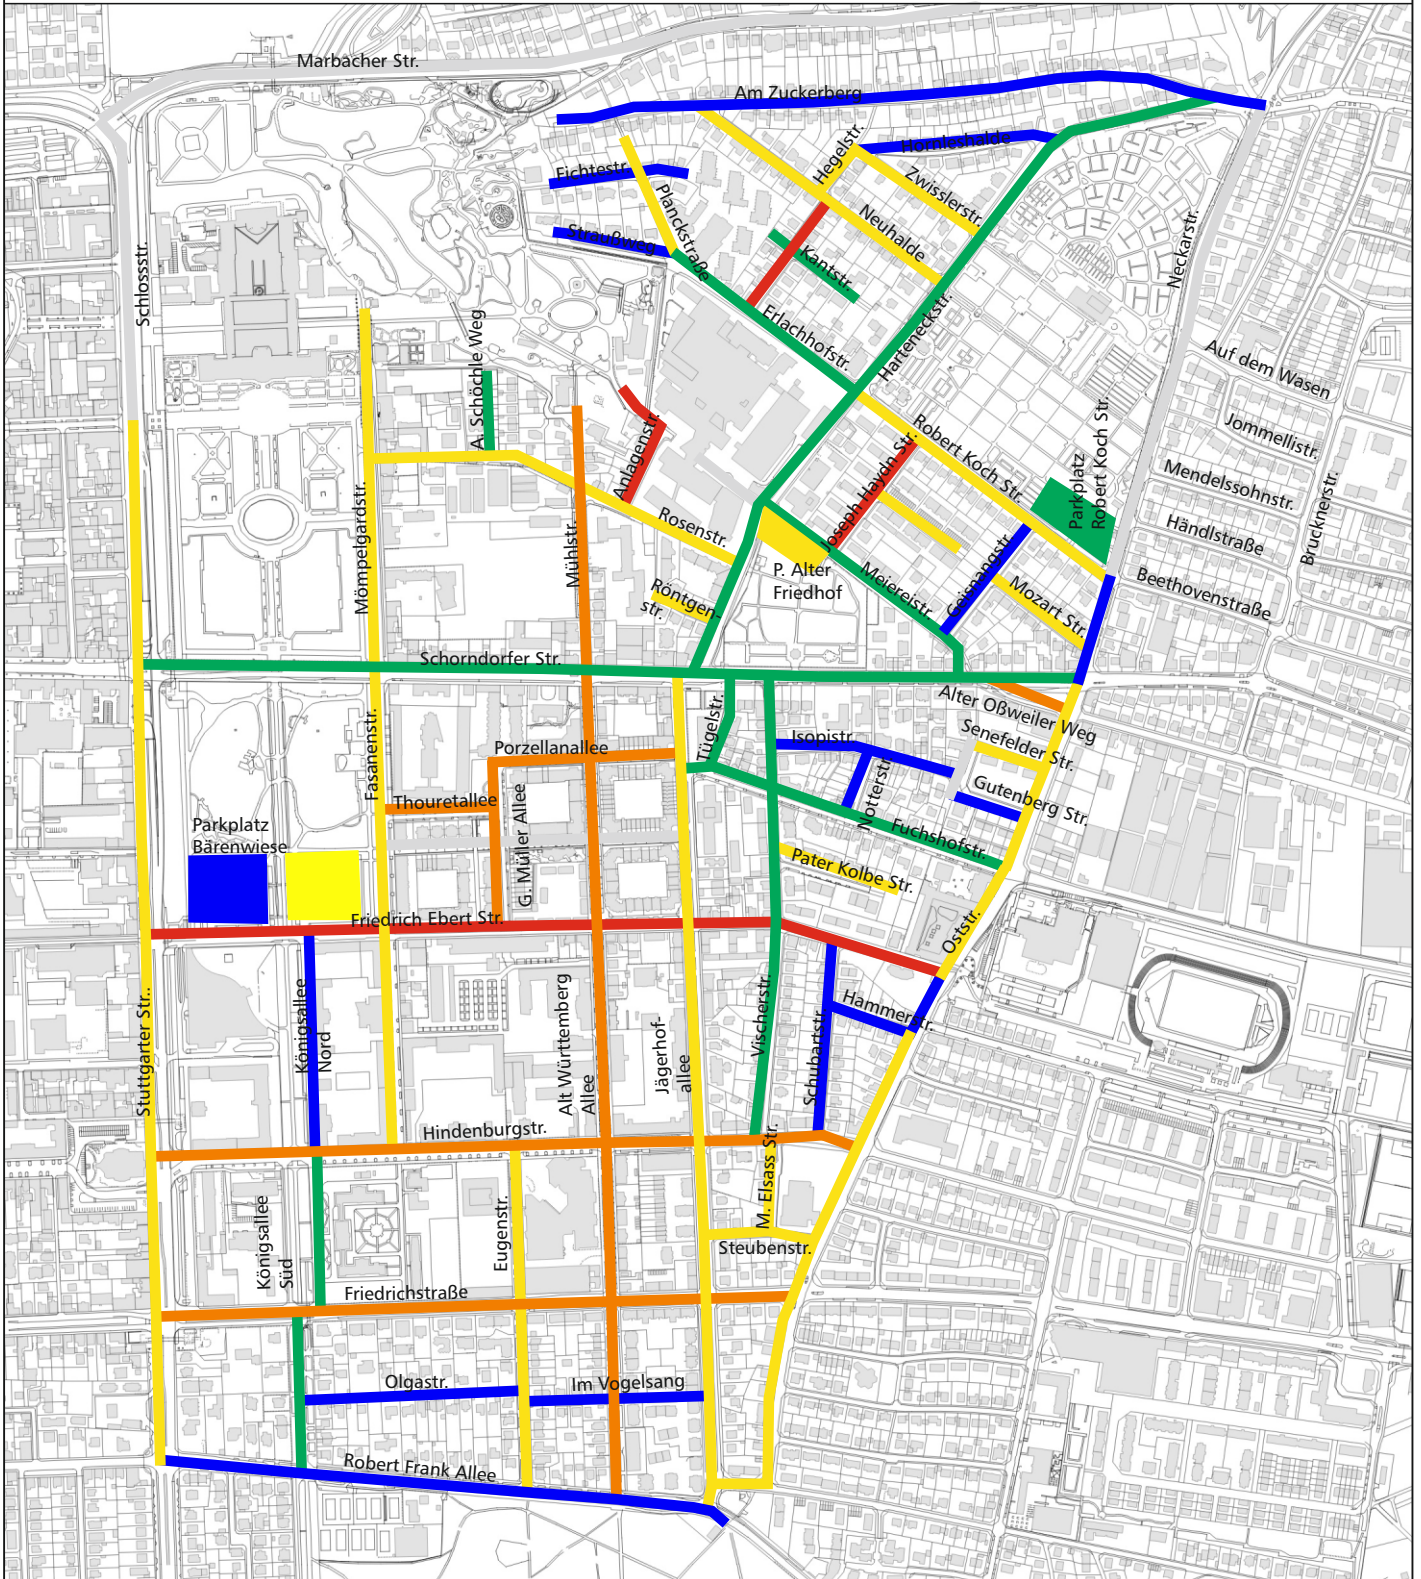 Marbacher Str.
Am Zuckerberg
Hegelstr.
Hörnleshalde
Fichtestr.
Zwisslerstr.
Planckstraße
Neuhalde
Straußweg
Kantstr.
Neckarstr.
Schlossstr.
Erlachhofstr.
Harteneckstr.
A. Schöchle Weg
Auf dem Wasen
Anlagenstr.
Robert Koch Str.
Jommellistr.
Joseph Haydn Str.
Parkplatz
Robert Koch Str.
Mendelssohnstr.
Mömpelgardstr.
Mühlstr.
Rosenstr.
Händlstraße
Brucknerstr.
P. Alter
Friedhof
Meiereistr.
Geisnangstr.
Mozart Str.
Beethovenstraße
Röntgen-
str.
Schorndorfer Str.
Alter Oßweiler Weg
Tügelstr.
Isopistr.
Senefelder Str.
Fasanenstr.
Porzellanallee
Notterstr.
Thouretallee
Gutenberg Str.
G. Müller Allee
Parkplatz
Bärenwiese
Fuchshofstr.
Pater Kolbe Str.
Friedrich Ebert Str.
Oststr.
Stuttgarter Str..
Königsallee
Nord
Alt Württemberg
Allee
Jägerhof-
allee
Vischerstr.
Schubartstr.
Hammerstr.
Hindenburgstr.
M. Elsass Str.
Königsallee
Süd
Eugenstr.
Steubenstr.
Friedrichstraße
Olgastr.
Im Vogelsang
Robert Frank Allee